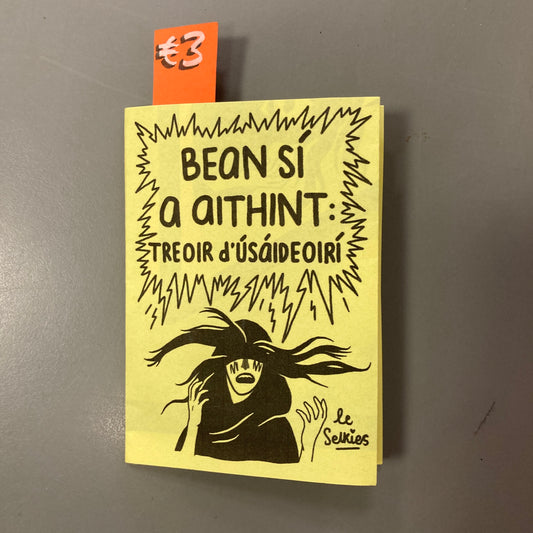 €3
BEAN SÍ
A AITHINT:
TREOIR d'ÚSÁIDEOIRÍ
le
Selkies